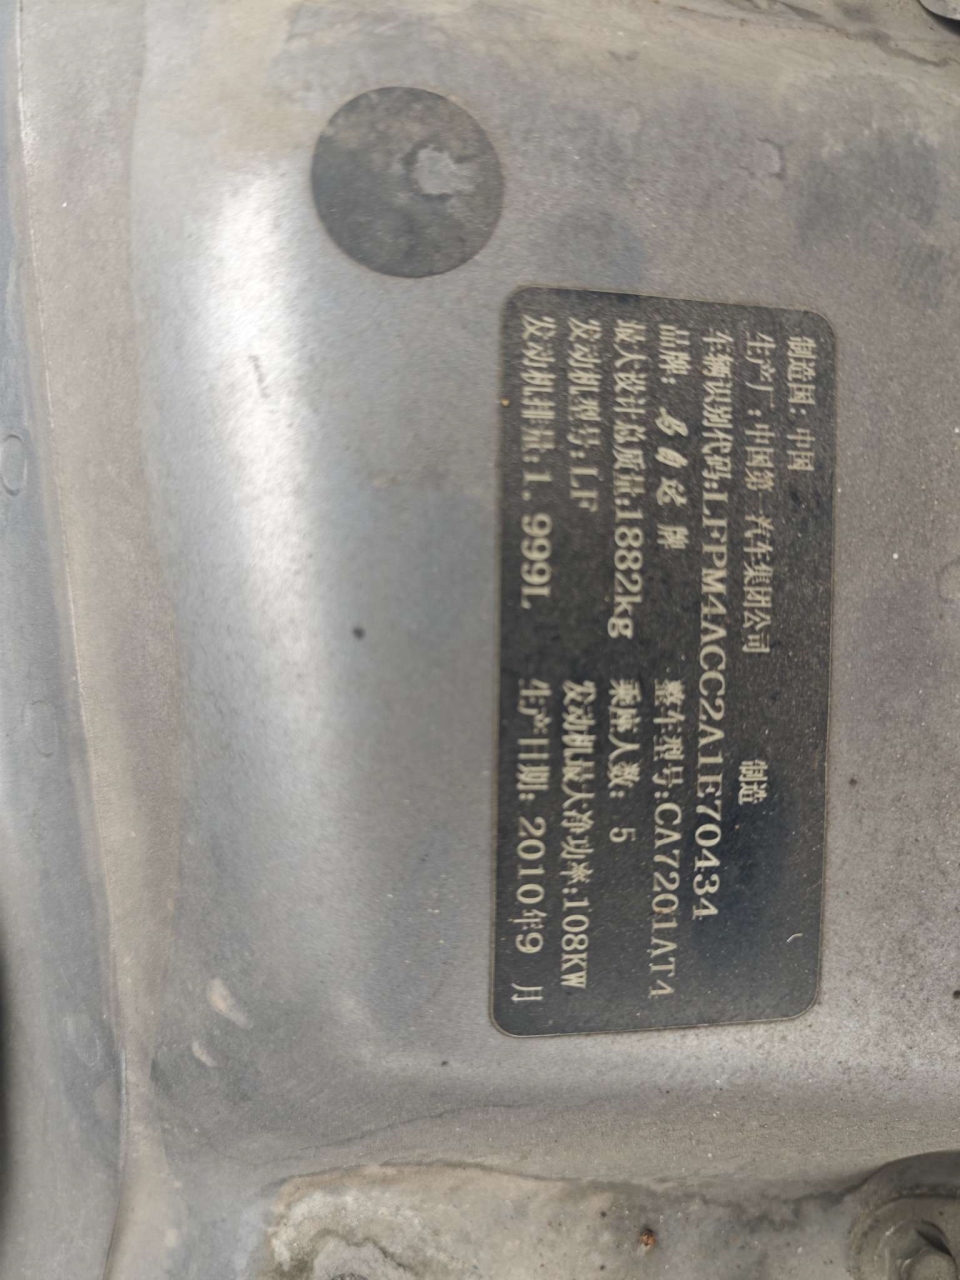 制造国:中国
生产厂:中国第一汽车集团公司 制造
车辆识别代码:LFPM4ACC2A1E70434
品牌: 马自达 牌 整车型号:CA7201AT4
最大设计总质量:1882kg 乘座人数: 5
发动机型号:LF 发动机最大净功率:108KW
发动机排量:1.999L 生产日期: 2010年9 月